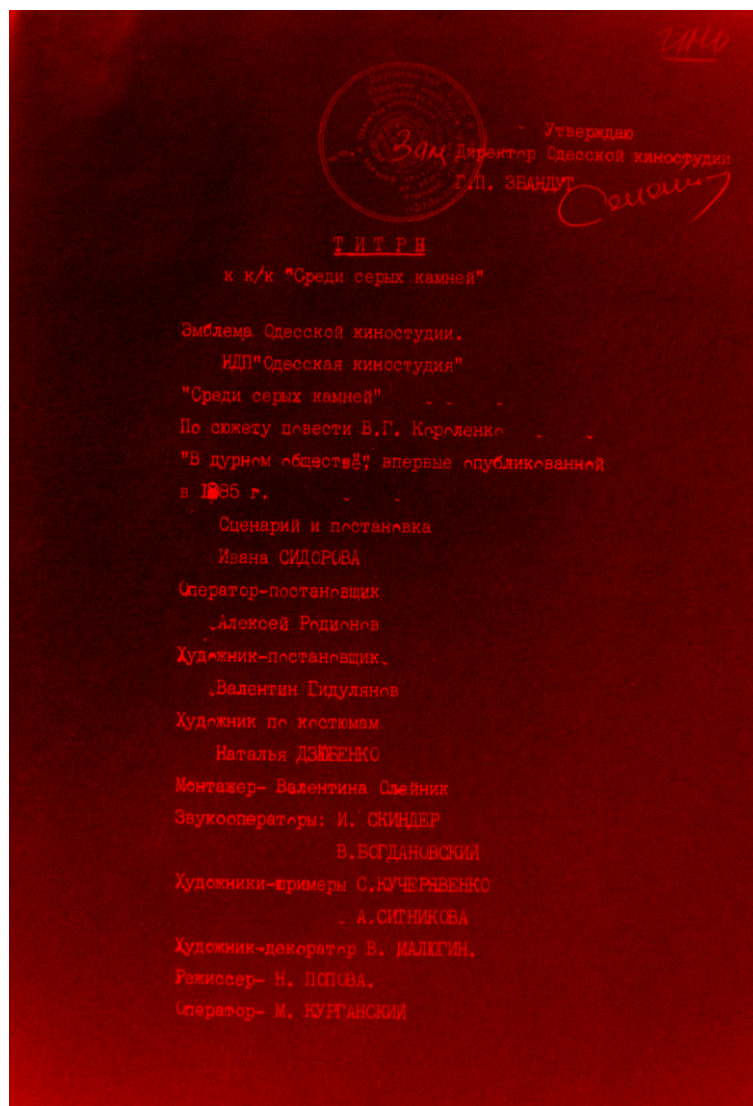 Утверждаю
Зам Директор Одесской киностудии
Г.П. ЗБАНДУТ
ТИТРЫ
к к/к "Среди серых камней"
Эмблема Одесской киностудии.
ИДП"Одесская киностудия"
"Среди серых камней"
По сюжету повести В.Г. Короленко
"В дурном обществе", впервые опубликованной
в 1885 г.
Сценарий и постановка
Ивана СИДОРОВА
Оператор-постановщик
Алексей Родионов
Художник-постановщик
Валентин Гидулянов
Художник по костюмам
Наталья ДЗЮБЕНКО
Монтажер- Валентина Олейник
Звукооператоры: И. СКИНДЕР
В.БОГДАНОВСКИЙ
Художники-гримеры С.КУЧЕРЯВЕНКО
А.СИТНИКОВА
Художник-декоратор В. МАЛЮГИН.
Режиссер- Н. ПОПОВА.
Оператор- М. КУРГАНСКИЙ